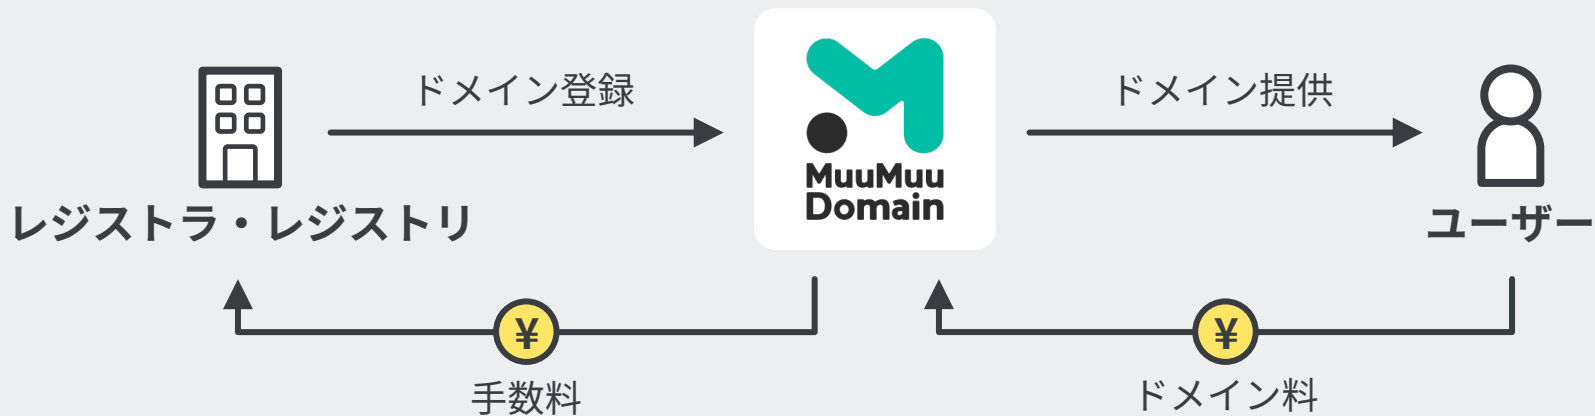 ドメイン登録
ドメイン提供
MuuMuu
Domain
レジストラ・レジストリ
ユーザー
¥
¥
手数料
ドメイン料